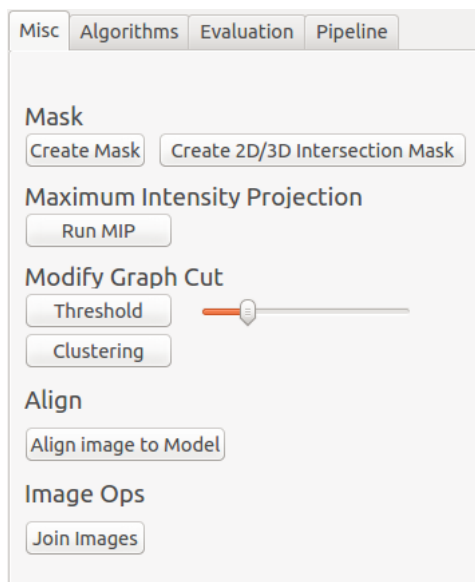 Misc Algorithms Evaluation Pipeline
Mask
Create Mask Create 2D/3D Intersection Mask
Maximum Intensity Projection
Run MIP
Modify Graph Cut
Threshold
Clustering
Align
Align image to Model
Image Ops
Join Images